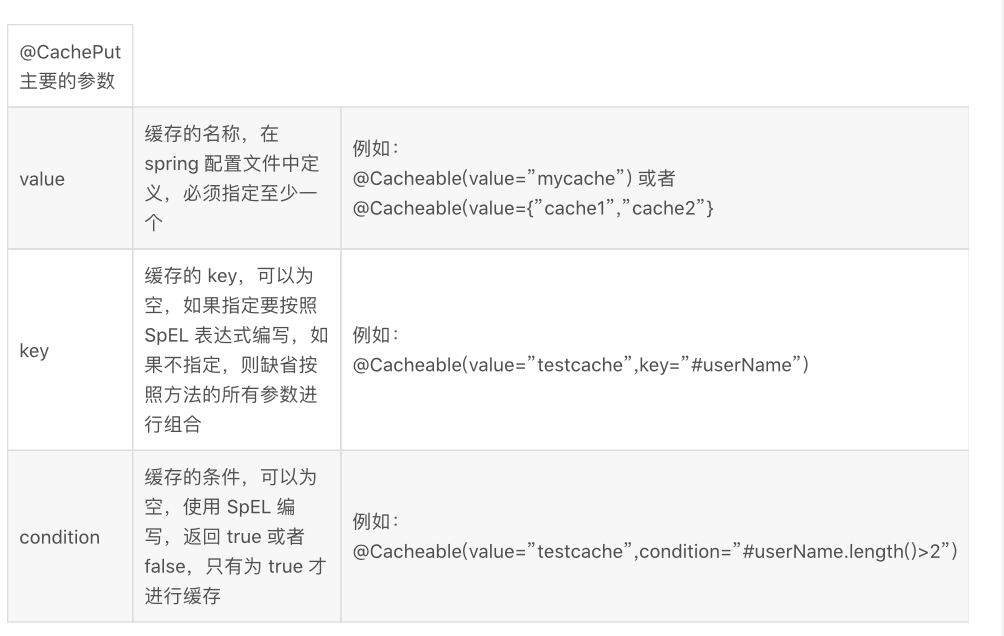 @CachePut
主要的参数
value
缓存的名称，在
spring 配置文件中定
义，必须指定至少一
个
例如：
@Cacheable(value=”mycache”) 或者
@Cacheable(value={”cache1”,”cache2”}
key
缓存的 key，可以为
空，如果指定要按照
SpEL 表达式编写，如
果不指定，则缺省按
照方法的所有参数进
行组合
例如：
@Cacheable(value=”testcache”,key=”#userName”)
condition
缓存的条件，可以为
空，使用 SpEL 编
写，返回 true 或者
false，只有为 true 才
进行缓存
例如：
@Cacheable(value=”testcache”,condition=”#userName.length()>2”)